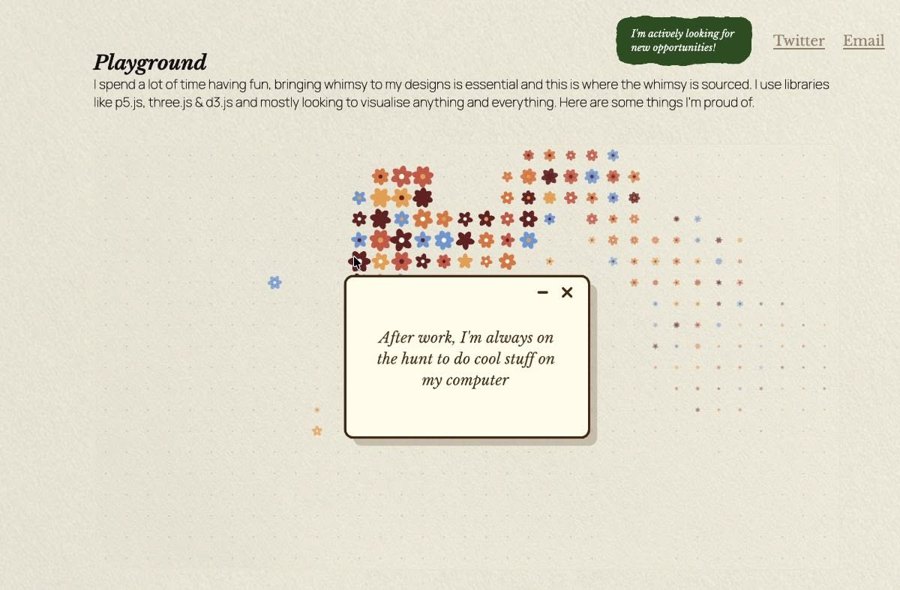 I'm actively looking for
new opportunities!
Twitter
Email
Playground
I spend a lot of time having fun, bringing whimsy to my designs is essential and this is where the whimsy is sourced. I use libraries
like p5.js, three.js & d3.js and mostly looking to visualise anything and everything. Here are some things I'm proud of.
After work, I'm always on
the hunt to do cool stuff on
my computer